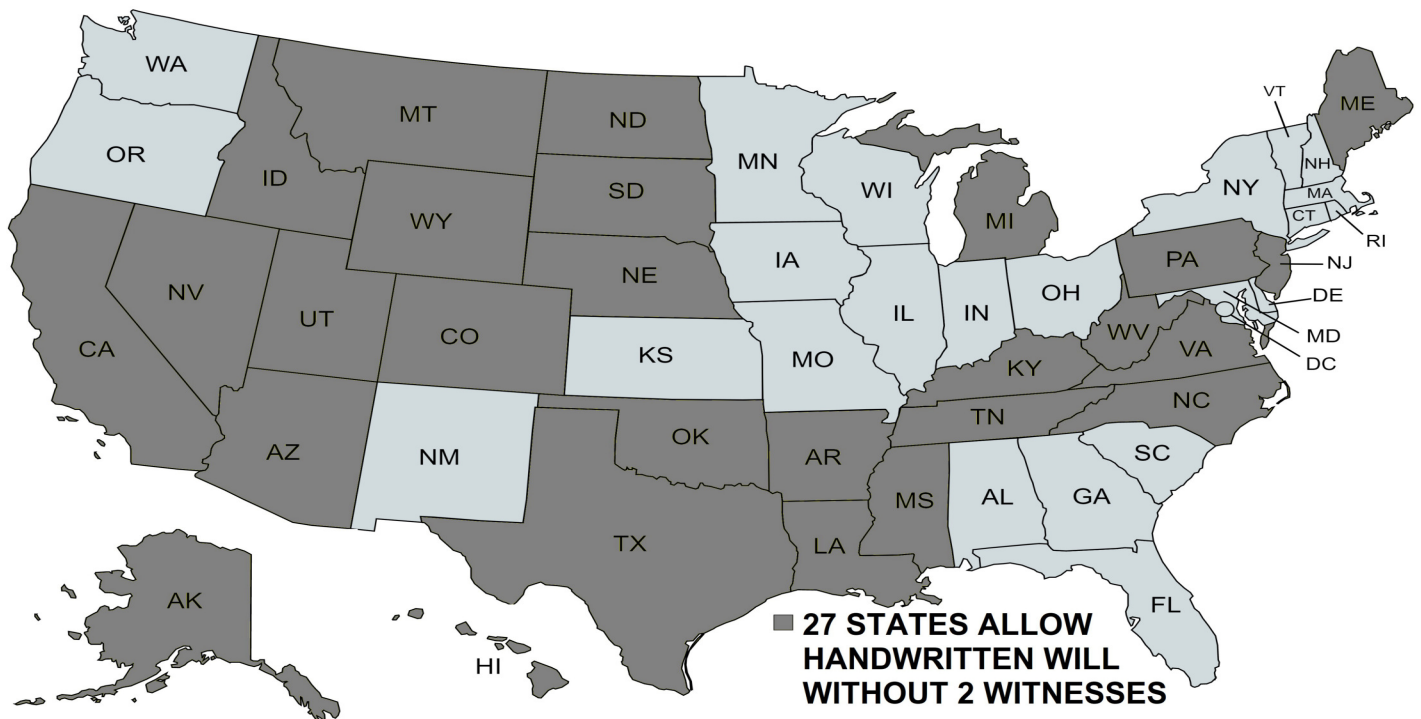 WA
VT
ME
MT
ND
OR
MN
NH
ID
WI
NY
SD
MA
WY
MI
CT
RI
PA
NJ
IA
NE
OH
DE
NV
IL
IN
UT
MD
CO
WV
CA
VA
KS
MO
DC
KY
NC
TN
OK
AZ
NM
AR
SC
AL
GA
MS
TX
LA
AK
FL
27 STATES ALLOW
HANDWRITTEN WILL
WITHOUT 2 WITNESSES
HI